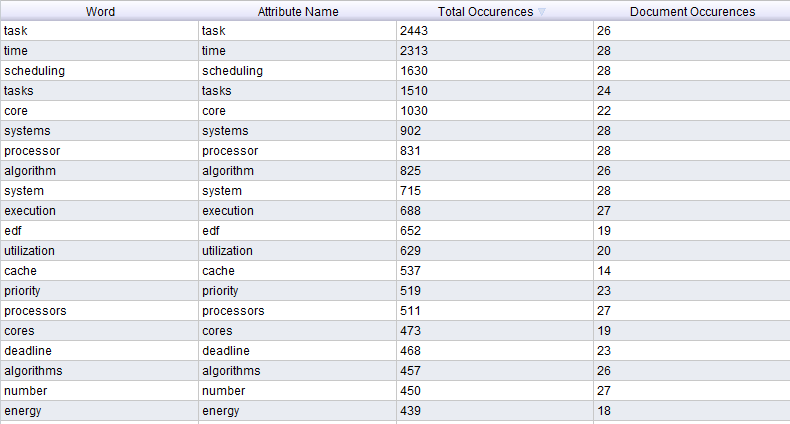 Word Attribute Name Total Occurences Document Occurences
task task 2443 26
time time 2313 28
scheduling scheduling 1630 28
tasks tasks 1510 24
core core 1030 22
systems systems 902 28
processor processor 831 28
algorithm algorithm 825 26
system system 715 28
execution execution 688 27
edf edf 652 19
utilization utilization 629 20
cache cache 537 14
priority priority 519 23
processors processors 511 27
cores cores 473 19
deadline deadline 468 23
algorithms algorithms 457 26
number number 450 27
energy energy 439 18